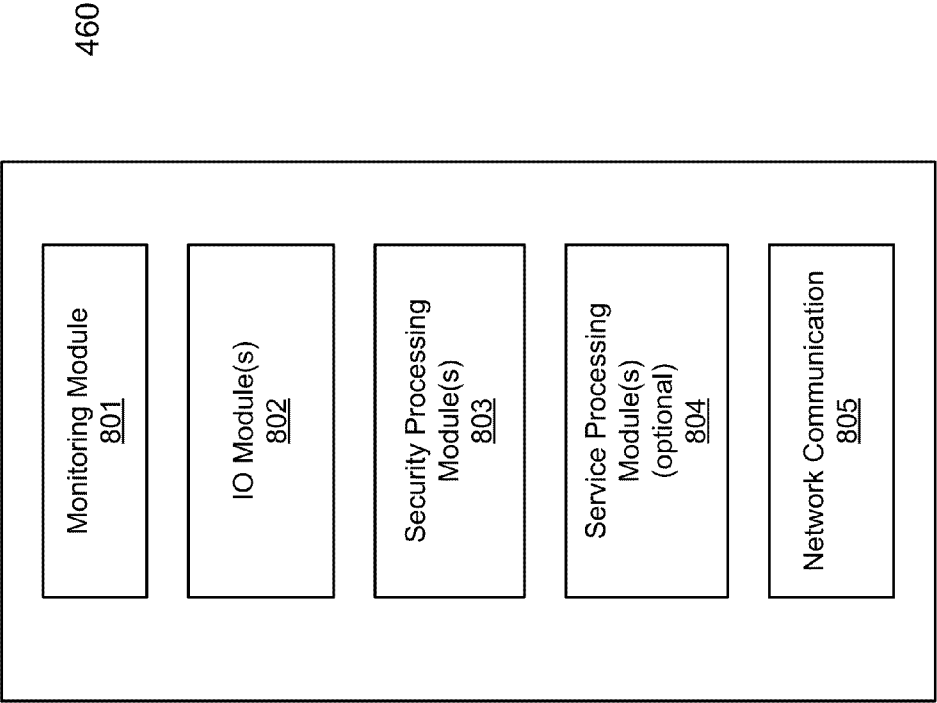 460
Monitoring Module
801
IO Module(s)
802
Security Processing
Module(s)
803
Service Processing
Module(s)
(optional)
804
Network Communication
805